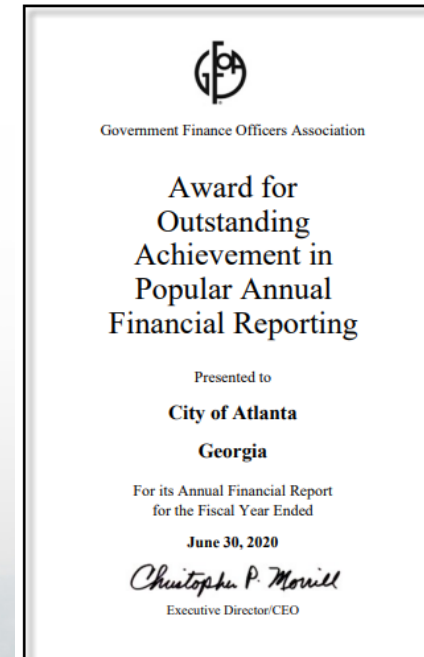 GFOA
Government Finance Officers Association
Award for
Outstanding
Achievement in
Popular Annual
Financial Reporting
Presented to
City of Atlanta
Georgia
For its Annual Financial Report
for the Fiscal Year Ended
June 30, 2020
Christopher P. Morrill
Executive Director/CEO